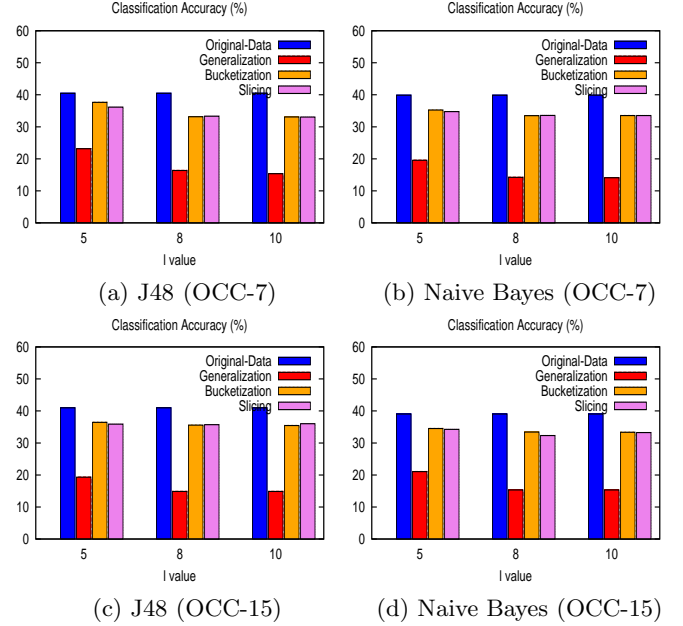 Classification Accuracy (%)
60
50
40
30
20
10
0
Original-Data
Generalization
Bucketization
Slicing
5 8 10
l value
(a) J48 (OCC-7)
Classification Accuracy (%)
60
50
40
30
20
10
0
Original-Data
Generalization
Bucketization
Slicing
5 8 10
l value
(b) Naive Bayes (OCC-7)
Classification Accuracy (%)
60
50
40
30
20
10
0
Original-Data
Generalization
Bucketization
Slicing
5 8 10
l value
(c) J48 (OCC-15)
Classification Accuracy (%)
60
50
40
30
20
10
0
Original-Data
Generalization
Bucketization
Slicing
5 8 10
l value
(d) Naive Bayes (OCC-15)